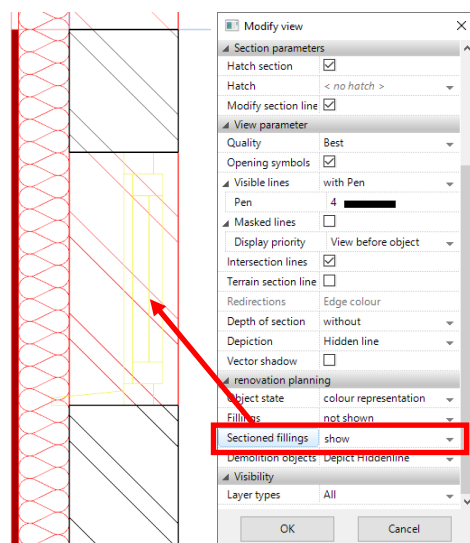 Modify view
Section parameters
Hatch section
Hatch < no hatch >
Modify section line
View parameter
Quality Best
Opening symbols
Visible lines with Pen
Pen 4
Masked lines
Display priority View before object
Intersection lines
Terrain section line
Redirections Edge colour
Depth of section without
Depiction Hidden line
Vector shadow
renovation planning
Object state colour representation
Fillings not shown
Sectioned fillings show
Demolition objects Depict Hiddenline
Visibility
Layer types All
OK Cancel